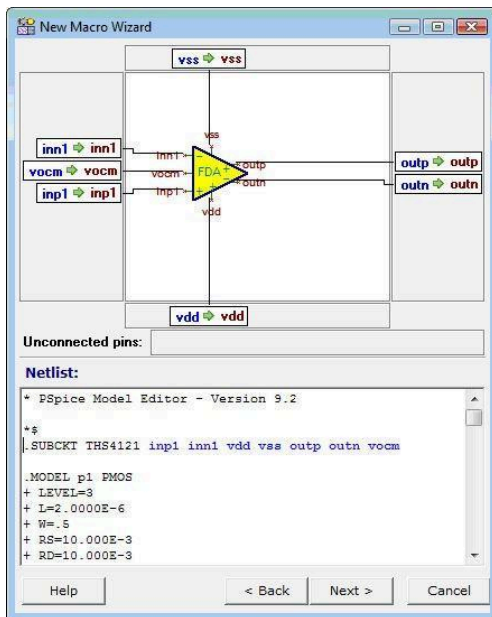 New Macro Wizard
vss vss
vss
inn1 inn1
inn1
outp
outp outp
vocm vocm
vocm
FDA
outn
outn outn
inp1 inp1
inp1
vdd
vdd vdd
Unconnected pins:
Netlist:
* PSpice Model Editor - Version 9.2
*$
.SUBCKT THS4121 inp1 inn1 vdd vss outp outn vocm
.MODEL p1 PMOS
+ LEVEL=3
+ L=2.0000E-6
+ W=.5
+ RS=10.000E-3
+ RD=10.000E-3
Help
< Back
Next >
Cancel